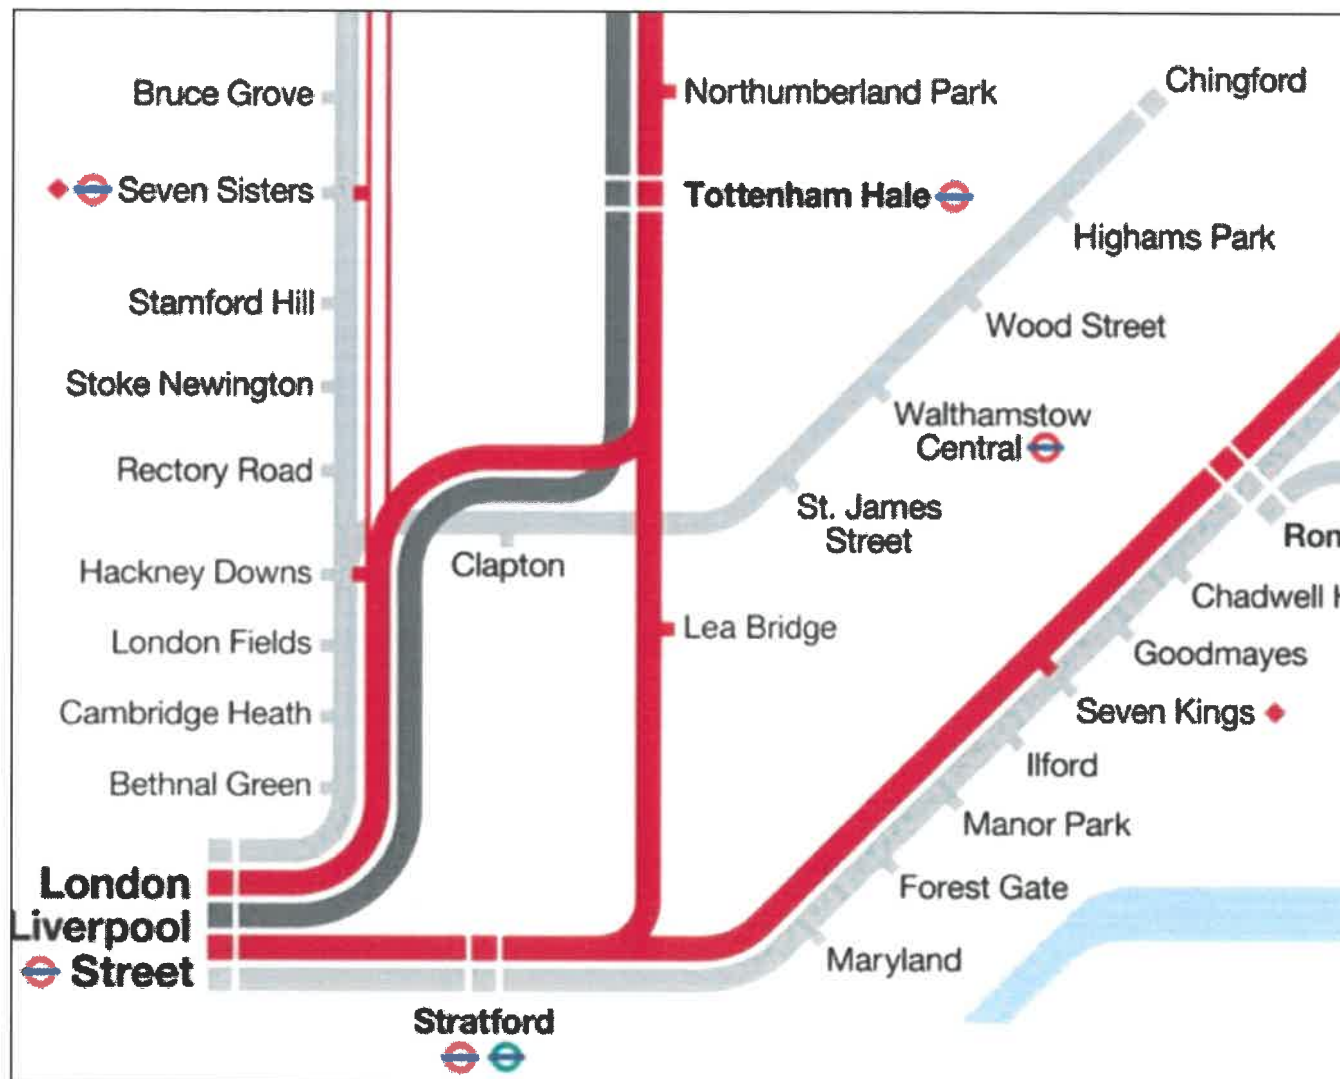 Bruce Grove
Northumberland Park
Chingford
Seven Sisters
Tottenham Hale
Highams Park
Stamford Hill
Wood Street
Stoke Newington
Walthamstow
Central
Rectory Road
St. James
Street
Clapton
Hackney Downs
Ron
Chadwell H
Lea Bridge
London Fields
Goodmayes
Cambridge Heath
Seven Kings
Ilford
Bethnal Green
Manor Park
London
Liverpool
Street
Forest Gate
Maryland
Stratford